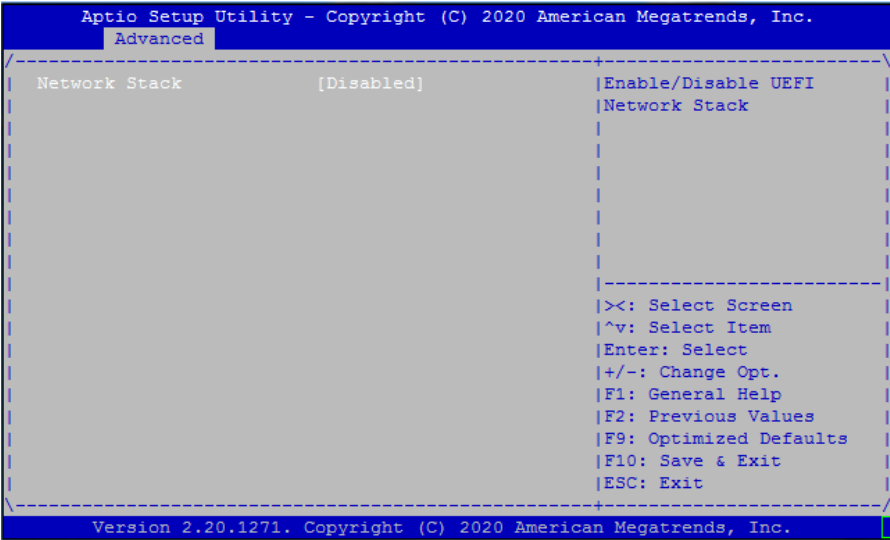 Aptio Setup Utility - Copyright (C) 2020 American Megatrends, Inc.
Advanced
Network Stack [Disabled]
Enable/Disable UEFI
Network Stack
><: Select Screen
^v: Select Item
Enter: Select
+/-: Change Opt.
F1: General Help
F2: Previous Values
F9: Optimized Defaults
F10: Save & Exit
ESC: Exit
Version 2.20.1271. Copyright (C) 2020 American Megatrends, Inc.